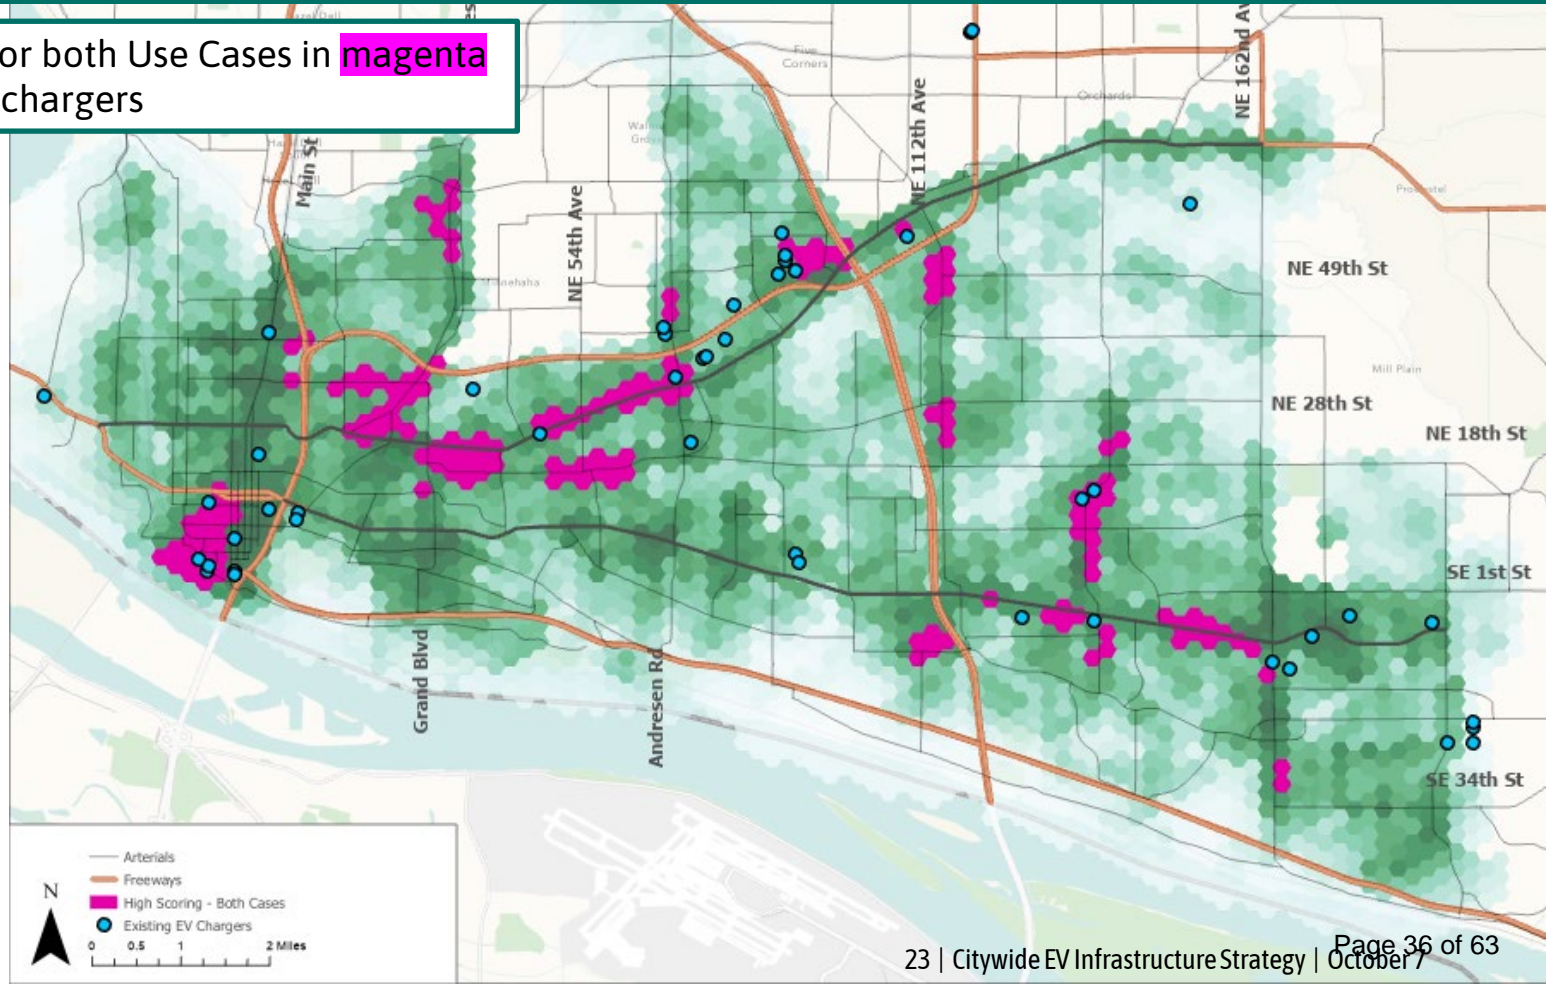 or both Use Cases in magenta
chargers
Hazel Dell
Five
Corners
Orchards
NE 162nd Av
NE 112th Ave
Main St
NE 54th Ave
Proebstel
NE 49th St
Minnehaha
Mill Plain
NE 28th St
NE 18th St
SE 1st St
Grand Blvd
Andresen Rd
SE 34th St
Arterials
Freeways
High Scoring - Both Cases
Existing EV Chargers
N
0 0.5 1 2 Miles
23 | Citywide EV Infrastructure Strategy | October 7
Page 36 of 63